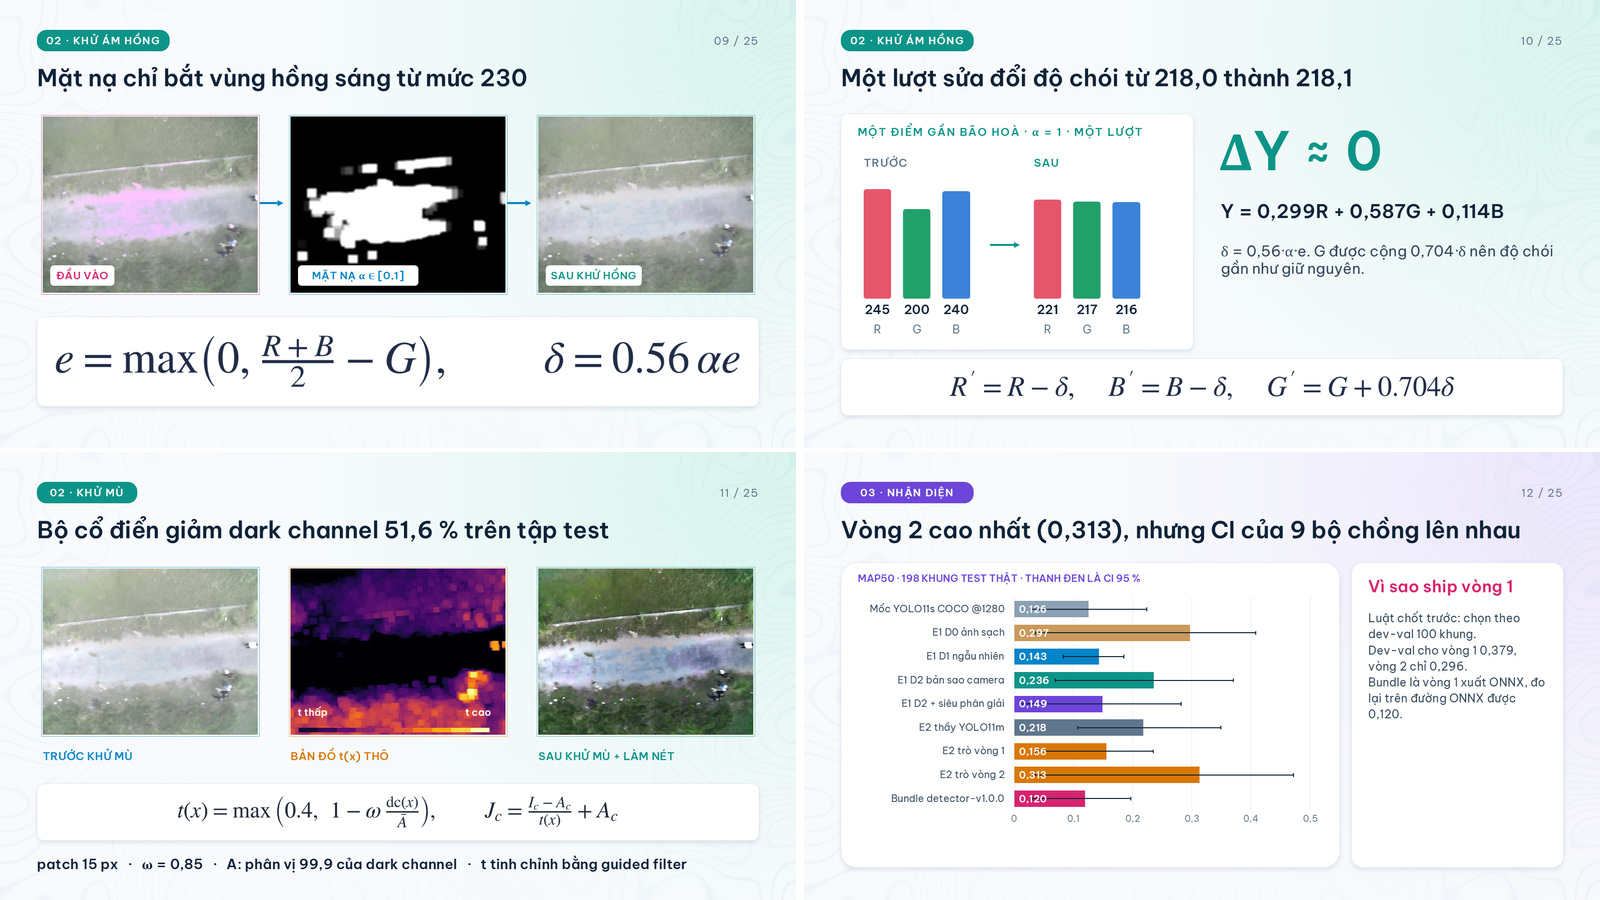 02 · KHỬ ÁM HỒNG
09 / 25
Mặt nạ chỉ bắt vùng hồng sáng từ mức 230
ĐẦU VÀO
MẶT NẠ α ∈ [0,1]
SAU KHỬ HỒNG
e = max(0, (R + B)/2 − G), δ = 0.56 αe
02 · KHỬ ÁM HỒNG
10 / 25
Một lượt sửa đổi độ chói từ 218,0 thành 218,1
MỘT ĐIỂM GẦN BÃO HOÀ · α = 1 · MỘT LƯỢT
TRƯỚC
SAU
245 200 240
R G B
221 217 216
R G B
ΔY ≈ 0
Y = 0,299R + 0,587G + 0,114B
δ = 0,56·α·e. G được cộng 0,704·δ nên độ chói
gần như giữ nguyên.
R′ = R − δ, B′ = B − δ, G′ = G + 0.704δ
02 · KHỬ MÙ
11 / 25
Bộ cổ điển giảm dark channel 51,6 % trên tập test
t thấp
t cao
TRƯỚC KHỬ MÙ
BẢN ĐỒ t(x) THÔ
SAU KHỬ MÙ + LÀM NÉT
t(x) = max (0.4, 1 − ω dc(x)/Ā), J_c = (I_c − A_c)/t(x) + A_c
patch 15 px · ω = 0,85 · A: phân vị 99,9 của dark channel · t tinh chỉnh bằng guided filter
03 · NHẬN DIỆN
12 / 25
Vòng 2 cao nhất (0,313), nhưng CI của 9 bộ chồng lên nhau
MAP50 · 198 KHUNG TEST THẬT · THANH ĐEN LÀ CI 95 %
Mốc YOLO11s COCO @1280 0,126
E1 D0 ảnh sạch 0,297
E1 D1 ngẫu nhiên 0,143
E1 D2 bản sao camera 0,236
E1 D2 + siêu phân giải 0,149
E2 thầy YOLO11m 0,218
E2 trò vòng 1 0,156
E2 trò vòng 2 0,313
Bundle detector-v1.0.0 0,120
0 0,1 0,2 0,3 0,4 0,5
Vì sao ship vòng 1
Luật chốt trước: chọn theo
dev-val 100 khung.
Dev-val cho vòng 1 0,379,
vòng 2 chỉ 0,296.
Bundle là vòng 1 xuất ONNX, đo
lại trên đường ONNX được
0,120.